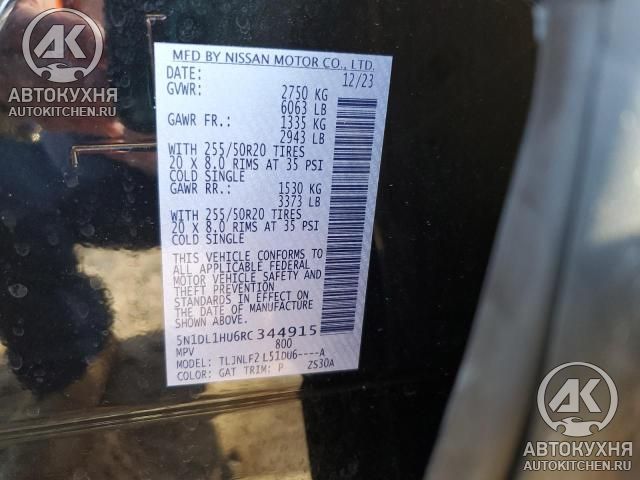 АВТОКУХНЯ
AUTOKITCHEN.RU
MFD BY NISSAN MOTOR CO., LTD.
DATE: 12/23
GVWR: 2750 KG
6063 LB
GAWR FR.: 1335 KG
2943 LB
WITH 255/50R20 TIRES
20 X 8.0 RIMS AT 35 PSI
COLD SINGLE
GAWR RR.: 1530 KG
3373 LB
WITH 255/50R20 TIRES
20 X 8.0 RIMS AT 35 PSI
COLD SINGLE
THIS VEHICLE CONFORMS TO
ALL APPLICABLE FEDERAL
MOTOR VEHICLE SAFETY AND
THEFT PREVENTION
STANDARDS IN EFFECT ON
THE DATE OF MANUFACTURE
SHOWN ABOVE.
5N1DL1HU6RC 344915
MPV 800
MODEL: TLJNLF2 L51DU6----A
COLOR: GAT TRIM: P ZS30A
АВТОКУХНЯ
AUTOKITCHEN.RU